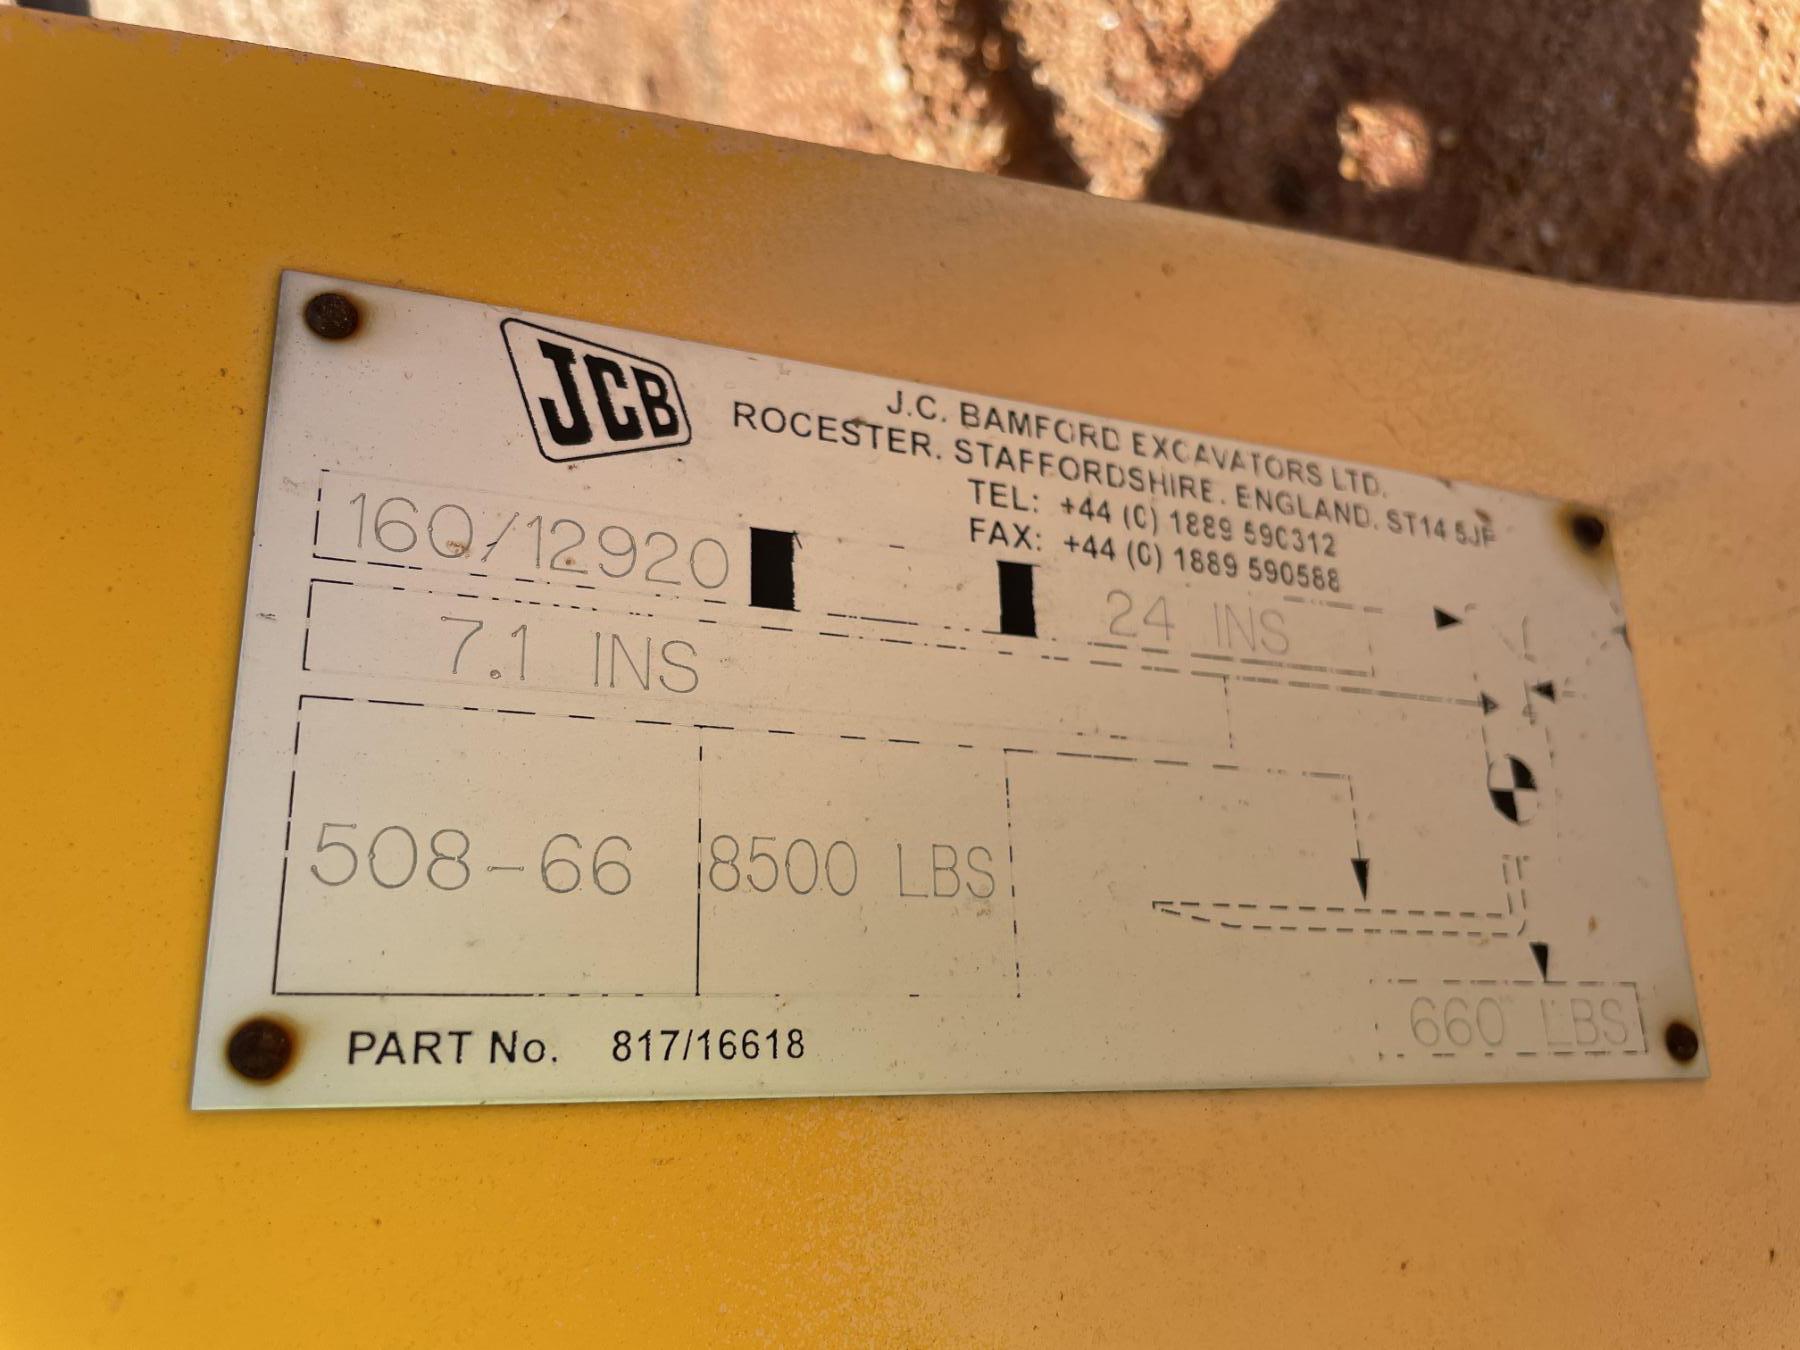 JCB
J.C. BAMFORD EXCAVATORS LTD.
ROCESTER. STAFFORDSHIRE. ENGLAND. ST14 5JP
TEL: +44 (0) 1889 590312
FAX: +44 (0) 1889 590588
160/12920
24 INS
7.1 INS
508-66 8500 LBS
660 LBS
PART No. 817/16618